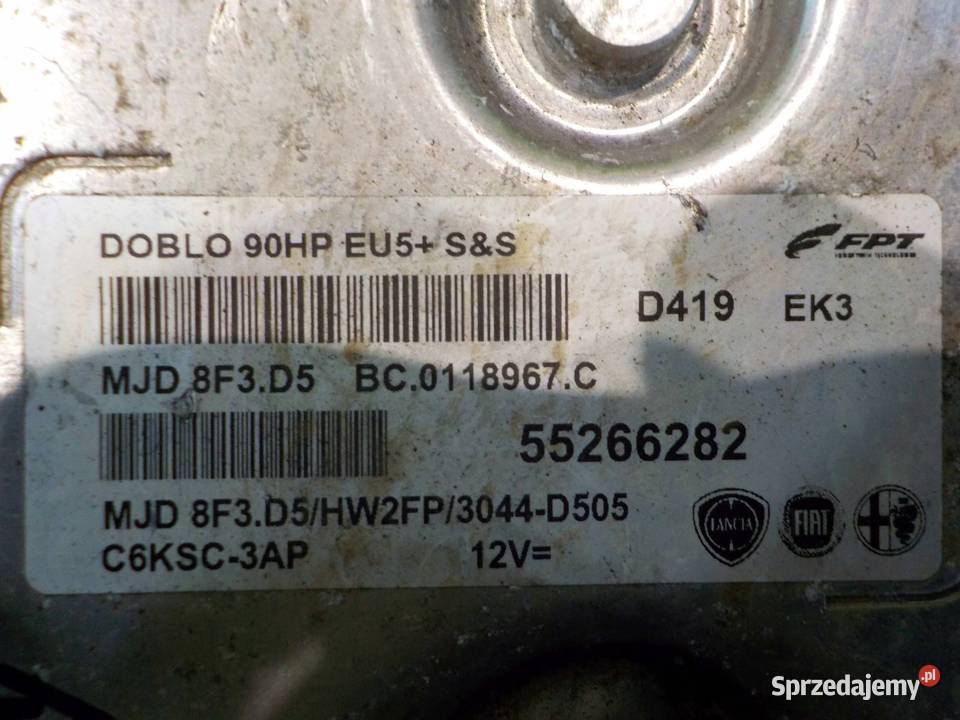 DOBLO 90HP EU5+ S&S
FPT
D419 EK3
MJD 8F3.D5 BC.0118967.C
55266282
MJD 8F3.D5/HW2FP/3044-D505
C6KSC-3AP 12V=
LANCIA
FIAT
Sprzedajemy.pl